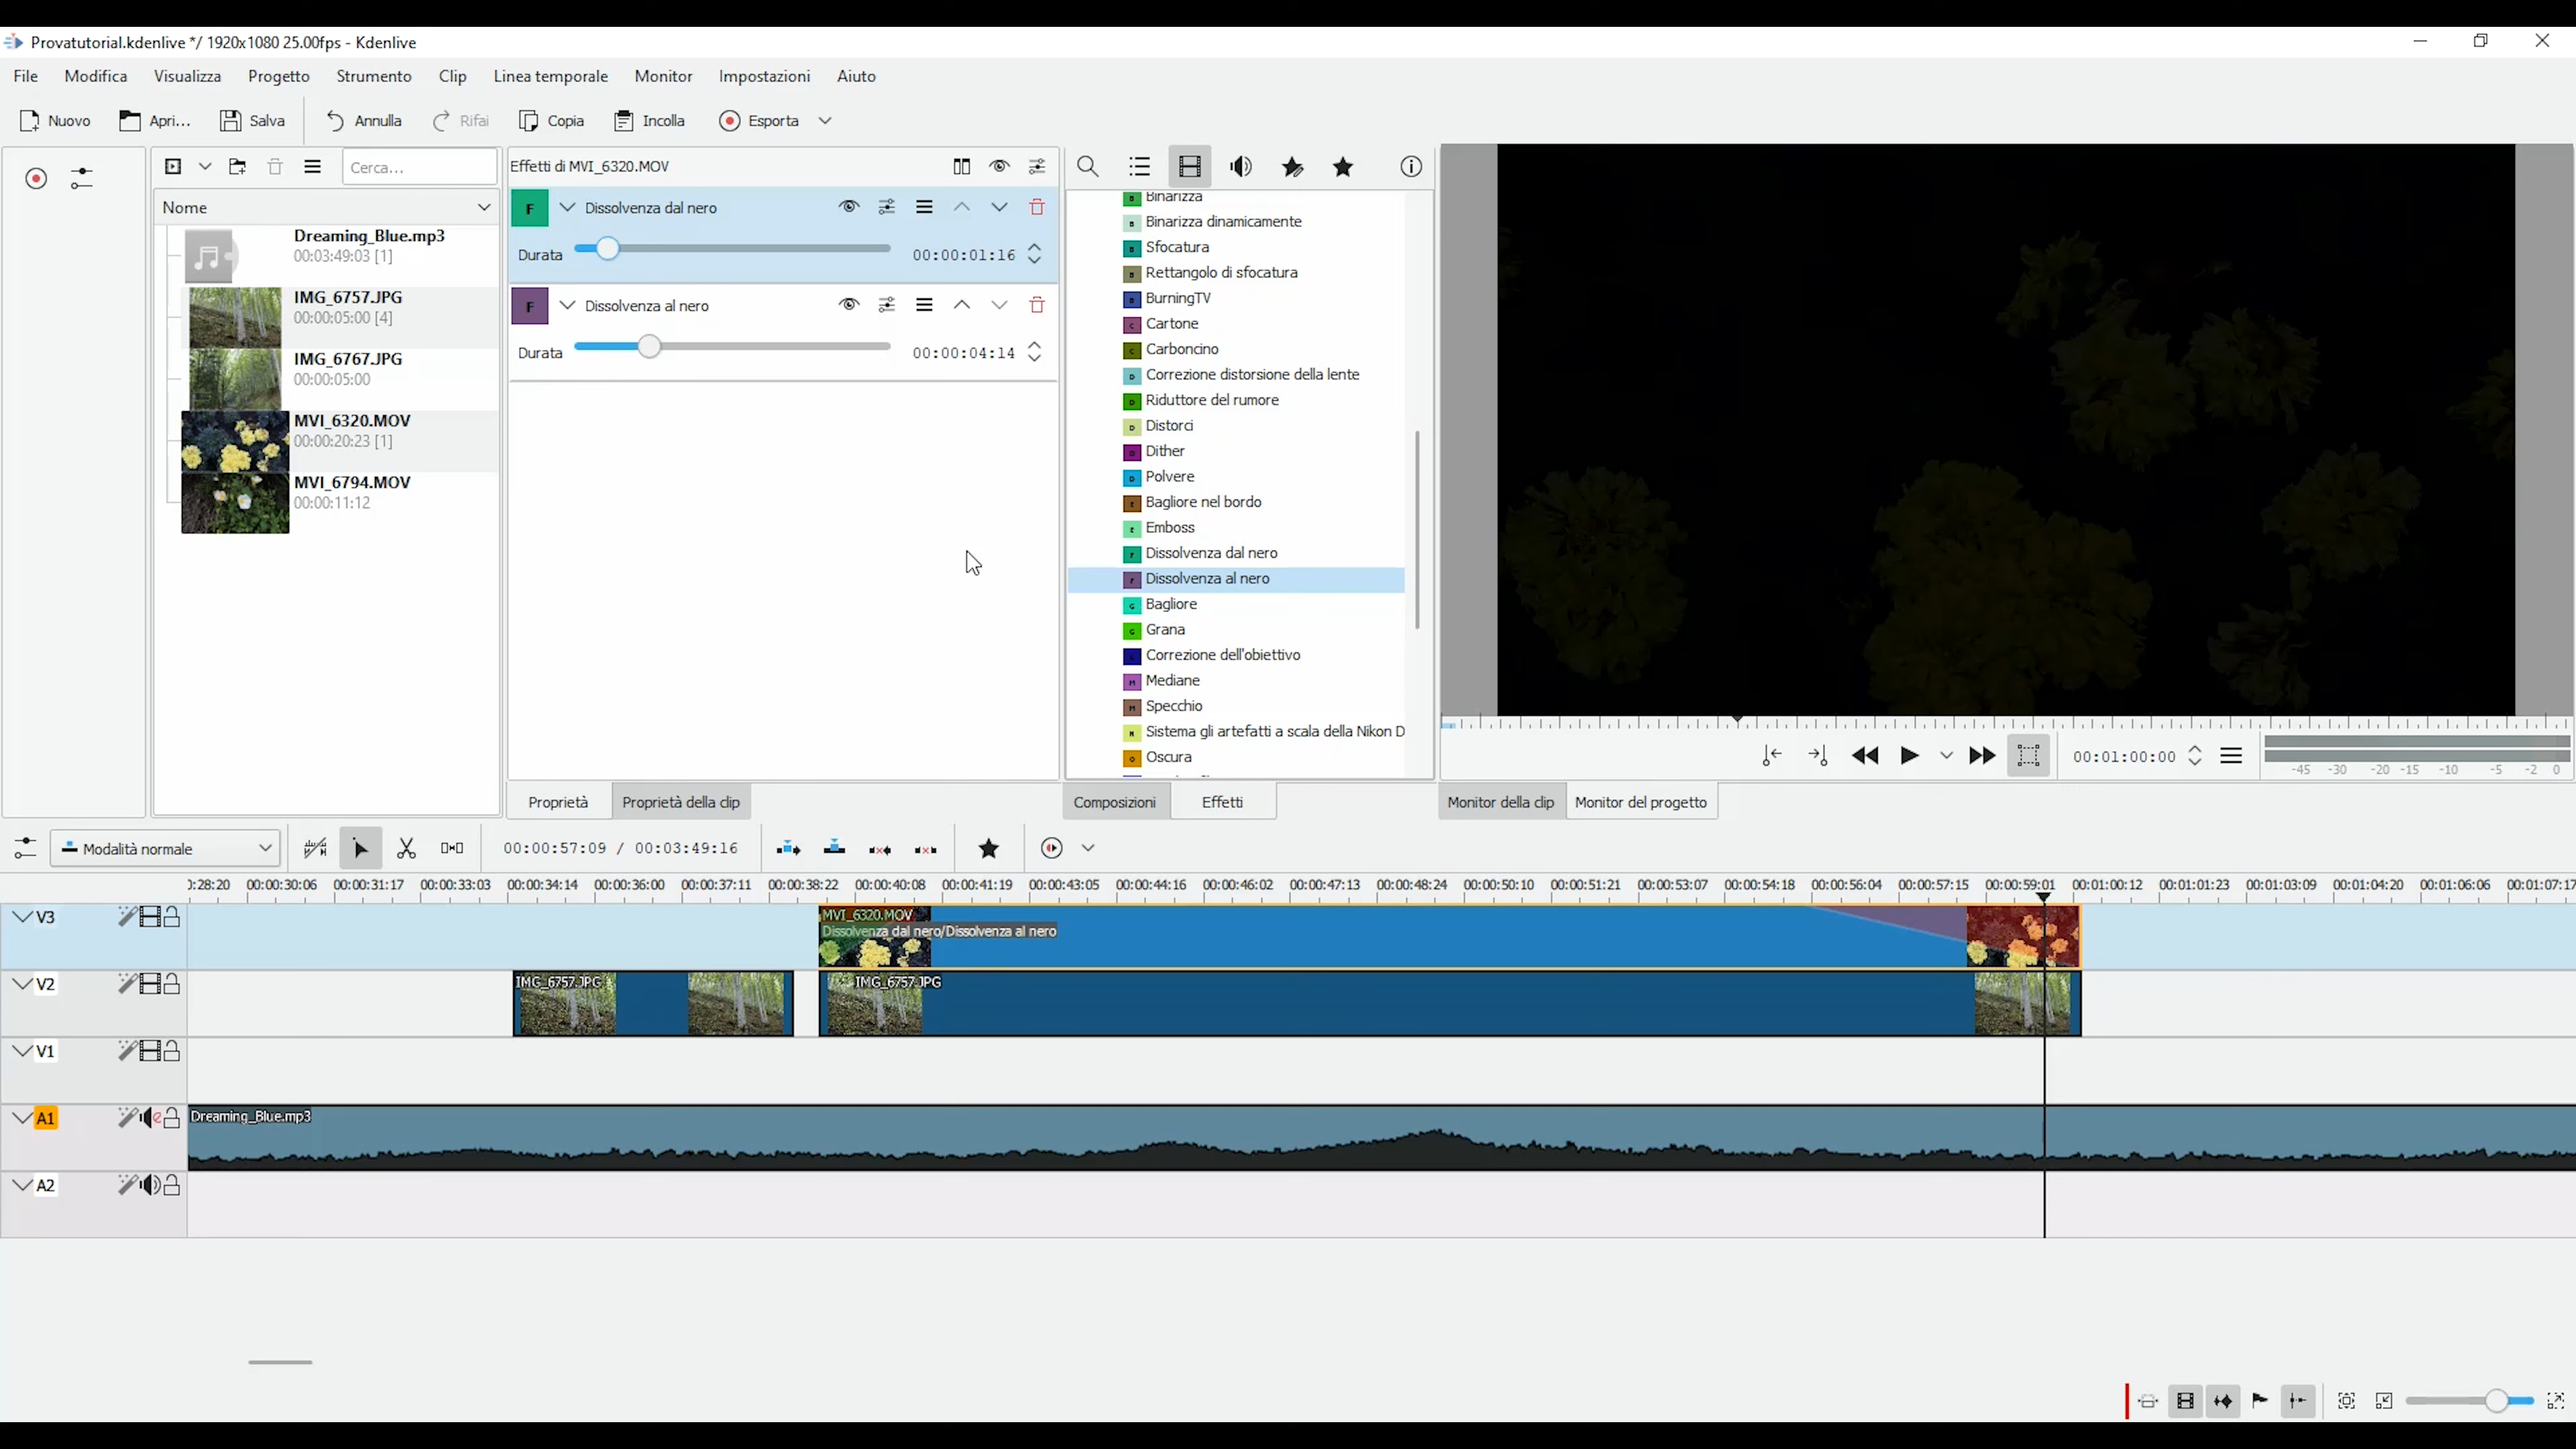 Provatutorial.kdenlive */ 1920x1080 25.00fps - Kdenlive
File Modifica Visualizza Progetto Strumento Clip Linea temporale Monitor Impostazioni Aiuto
Nuovo Apri... Salva Annulla Rifai Copia Incolla Esporta
Cerca...
Nome
Dreaming_Blue.mp3
00:03:49:03 [1]
IMG_6757.JPG
00:00:05:00 [4]
IMG_6767.JPG
00:00:05:00
MVI_6320.MOV
00:00:20:23 [1]
MVI_6794.MOV
00:00:11:12
Effetti di MVI_6320.MOV
F Dissolvenza dal nero
Durata 00:00:01:16
F Dissolvenza al nero
Durata 00:00:04:14
Proprietà Proprietà della clip
Binarizza
Binarizza dinamicamente
Sfocatura
Rettangolo di sfocatura
BurningTV
Cartone
Carboncino
Correzione distorsione della lente
Riduttore del rumore
Distorci
Dither
Polvere
Bagliore nel bordo
Emboss
Dissolvenza dal nero
Dissolvenza al nero
Bagliore
Grana
Correzione dell'obiettivo
Mediane
Specchio
Sistema gli artefatti a scala della Nikon D
Oscura
Composizioni Effetti
00:01:00:00
-45 -30 -20 -15 -10 -5 -2 0
Monitor della clip Monitor del progetto
Modalità normale 00:00:57:09 / 00:03:49:16
):28:20 00:00:30:06 00:00:31:17 00:00:33:03 00:00:34:14 00:00:36:00 00:00:37:11 00:00:38:22 00:00:40:08 00:00:41:19 00:00:43:05 00:00:44:16 00:00:46:02 00:00:47:13 00:00:48:24 00:00:50:10 00:00:51:21 00:00:53:07 00:00:54:18 00:00:56:04 00:00:57:15 00:00:59:01 00:01:00:12 00:01:01:23 00:01:03:09 00:01:04:20 00:01:06:06 00:01:07:17
V3 MVI_6320.MOV
Dissolvenza dal nero/Dissolvenza al nero
V2 IMG_6757.JPG IMG_6757.JPG
V1
A1 Dreaming_Blue.mp3
A2